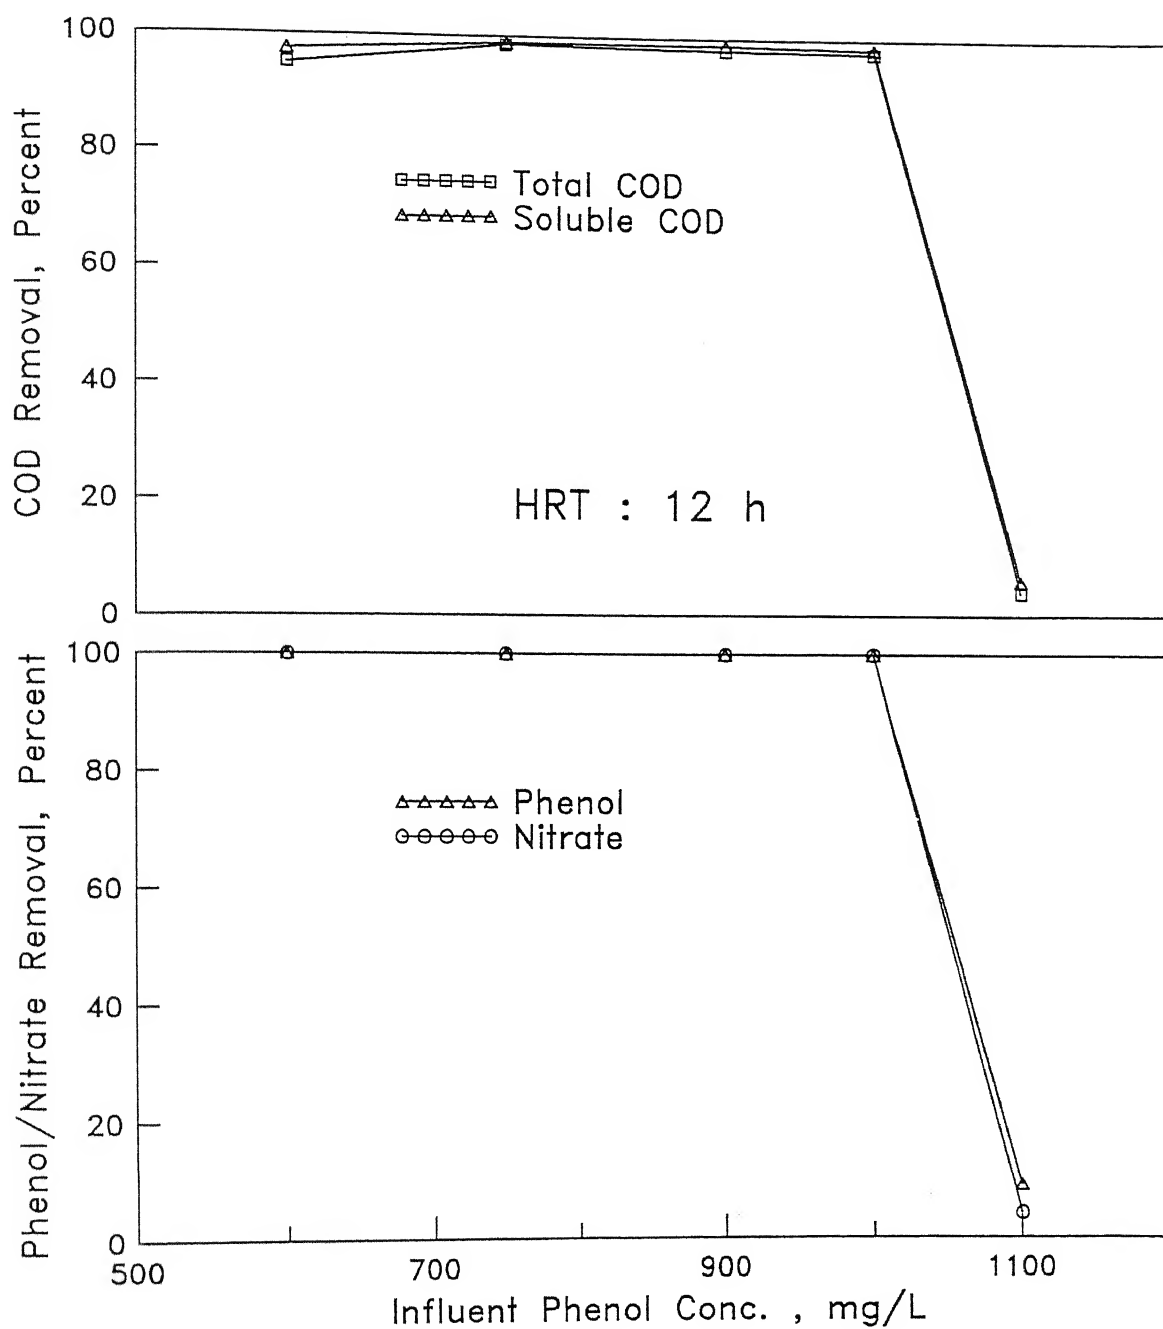 COD Removal, Percent
100
80
60
40
20
0
Total COD
Soluble COD
HRT : 12 h
Phenol/Nitrate Removal, Percent
100
80
60
40
20
0
Phenol
Nitrate
500 700 900 1100
Influent Phenol Conc. , mg/L